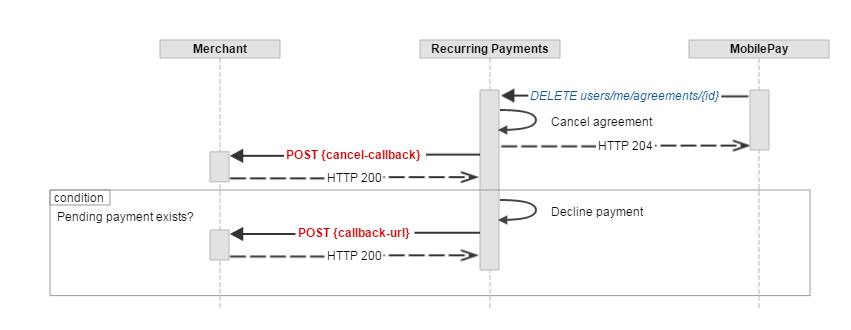 Merchant
Recurring Payments
MobilePay
DELETE users/me/agreements/{id}
Cancel agreement
HTTP 204
POST {cancel-callback}
HTTP 200
condition
Pending payment exists?
Decline payment
POST {callback-url}
HTTP 200